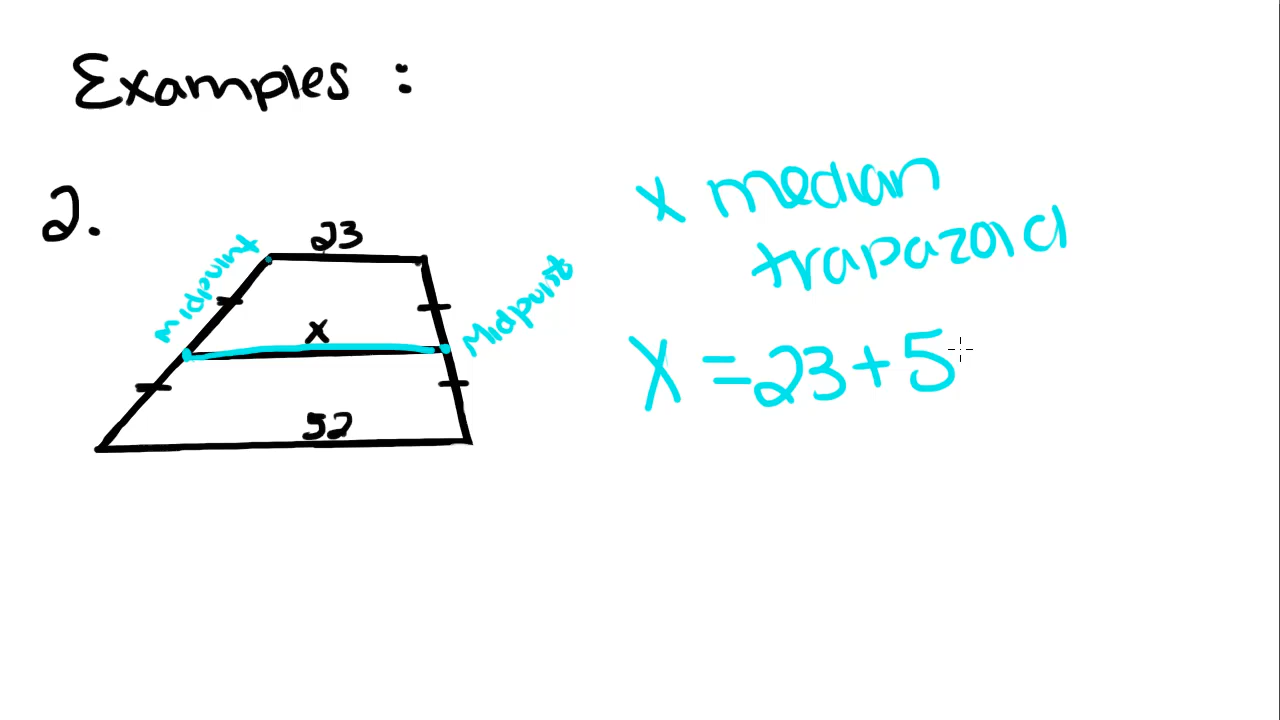 Examples :
2.
23
midpoint
Midpoint
x
52
x median
trapazoid
x = 23 + 5